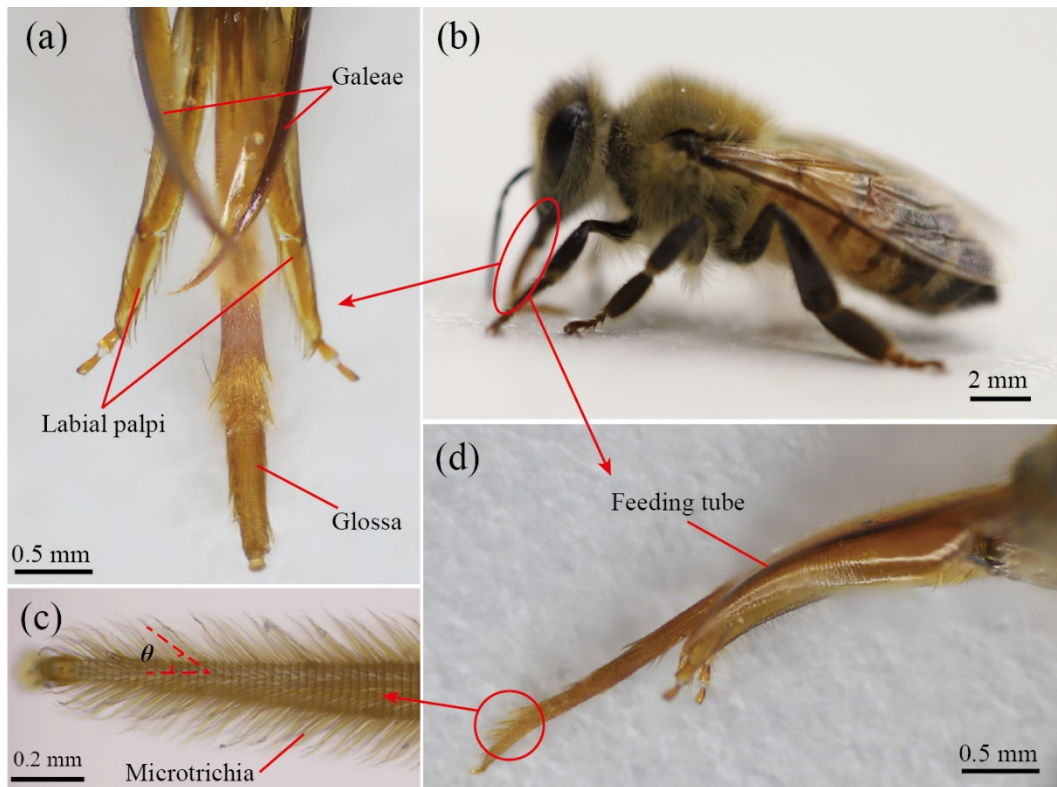 (a)
Galeae
Labial palpi
Glossa
0.5 mm
(b)
2 mm
(c)
θ
Microtrichia
0.2 mm
(d)
Feeding tube
0.5 mm